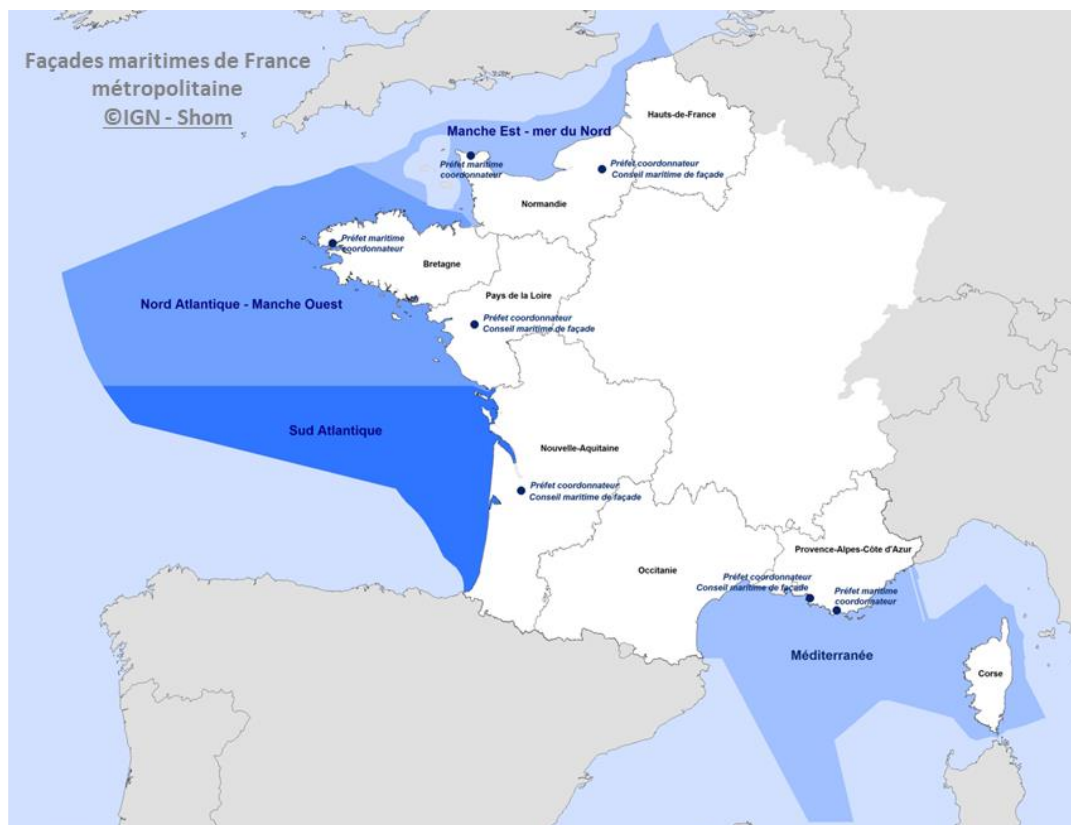 Façades maritimes de France
métropolitaine
©IGN - Shom
Hauts-de-France
Manche Est - mer du Nord
Préfet maritime
coordonnateur
Préfet coordonnateur
Conseil maritime de façade
Normandie
Préfet maritime
coordonnateur
Bretagne
Pays de la Loire
Nord Atlantique - Manche Ouest
Préfet coordonnateur
Conseil maritime de façade
Sud Atlantique
Nouvelle-Aquitaine
Préfet coordonnateur
Conseil maritime de façade
Provence-Alpes-Côte d'Azur
Occitanie
Préfet coordonnateur
Conseil maritime de façade
Préfet maritime
coordonnateur
Méditerranée
Corse